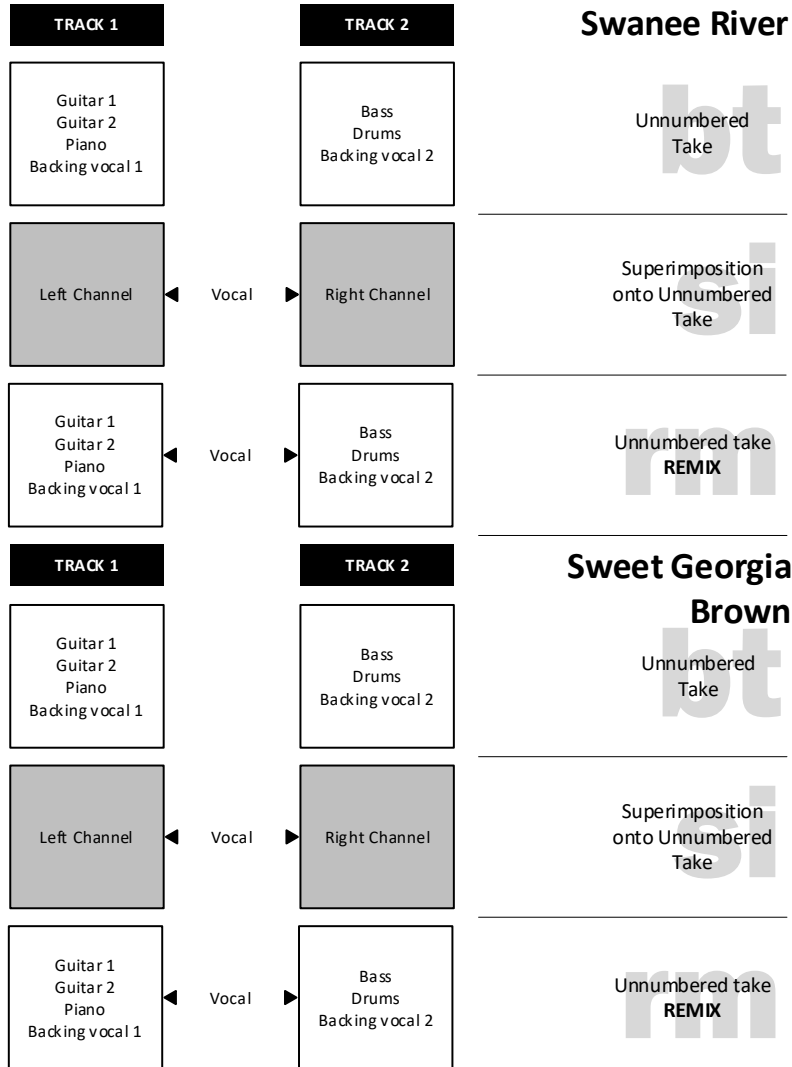 TRACK 1
TRACK 2
Swanee River
Guitar 1
Guitar 2
Piano
Backing vocal 1
Bass
Drums
Backing vocal 2
bt
Unnumbered
Take
Left Channel
Vocal
Right Channel
si
Superimposition
onto Unnumbered
Take
Guitar 1
Guitar 2
Piano
Backing vocal 1
Vocal
Bass
Drums
Backing vocal 2
rm
Unnumbered take
REMIX
TRACK 1
TRACK 2
Sweet Georgia
Brown
Guitar 1
Guitar 2
Piano
Backing vocal 1
Bass
Drums
Backing vocal 2
bt
Unnumbered
Take
Left Channel
Vocal
Right Channel
si
Superimposition
onto Unnumbered
Take
Guitar 1
Guitar 2
Piano
Backing vocal 1
Vocal
Bass
Drums
Backing vocal 2
rm
Unnumbered take
REMIX